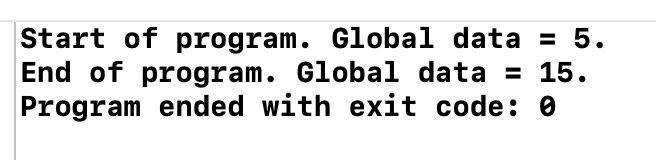 Start of program. Global data = 5.
End of program. Global data = 15.
Program ended with exit code: 0